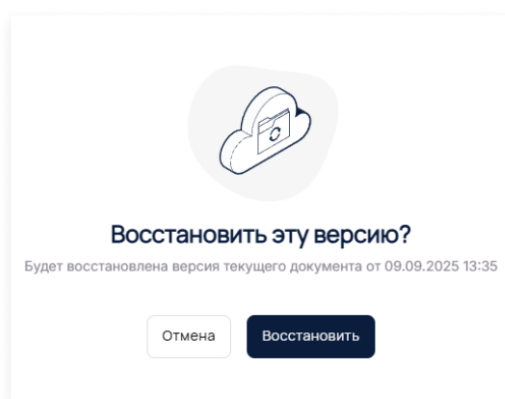 Восстановить эту версию?
Будет восстановлена версия текущего документа от 09.09.2025 13:35
Отмена Восстановить